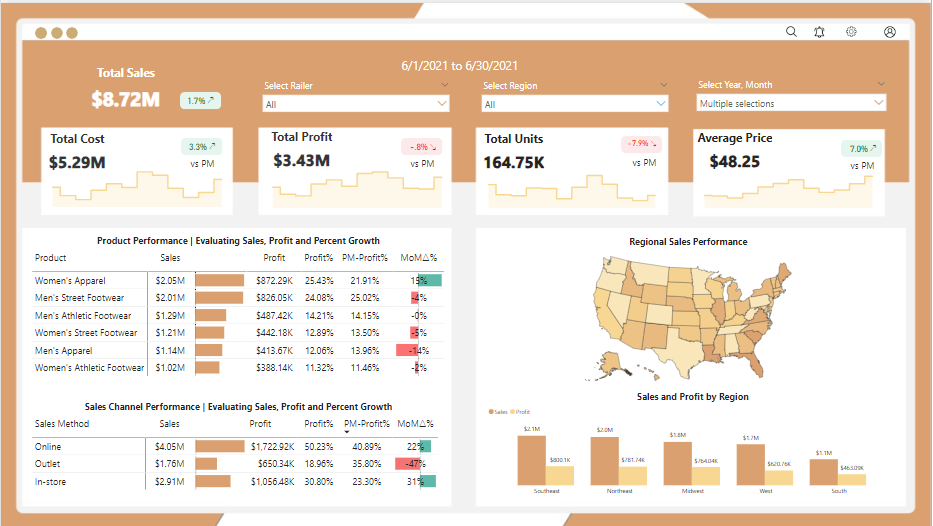 6/1/2021 to 6/30/2021
Total Sales
$8.72M
1.7%
Select Railer
All
Select Region
All
Select Year, Month
Multiple selections
Total Cost
$5.29M
3.3%
vs PM
Total Profit
$3.43M
-.8%
vs PM
Total Units
164.75K
-7.9%
vs PM
Average Price
$48.25
7.0%
vs PM
Product Performance | Evaluating Sales, Profit and Percent Growth
Product Sales Profit Profit% PM-Profit% MoM△%
Women's Apparel $2.05M $872.29K 25.43% 21.91%
Men's Street Footwear $2.01M $826.05K 24.08% 25.02% -4%
Men's Athletic Footwear $1.29M $487.42K 14.21% 14.15% -0%
Women's Street Footwear $1.21M $442.18K 12.89% 13.50% -5%
Men's Apparel $1.14M $413.67K 12.06% 13.96% -14%
Women's Athletic Footwear $1.02M $388.14K 11.32% 11.46% -2%
Sales Channel Performance | Evaluating Sales, Profit and Percent Growth
Sales Method Sales Profit Profit% PM-Profit% MoM△%
Online $4.05M $1,722.92K 50.23% 40.89% 22%
Outlet $1.76M $650.34K 18.96% 35.80% -47%
In-store $2.91M $1,056.48K 30.80% 23.30% 31%
Regional Sales Performance
Sales and Profit by Region
Sales Profit
$2.1M $800.1K
$2.0M $781.74K
$1.8M $764.04K
$1.7M $620.76K
$1.1M $463.09K
Southeast Northeast Midwest West South